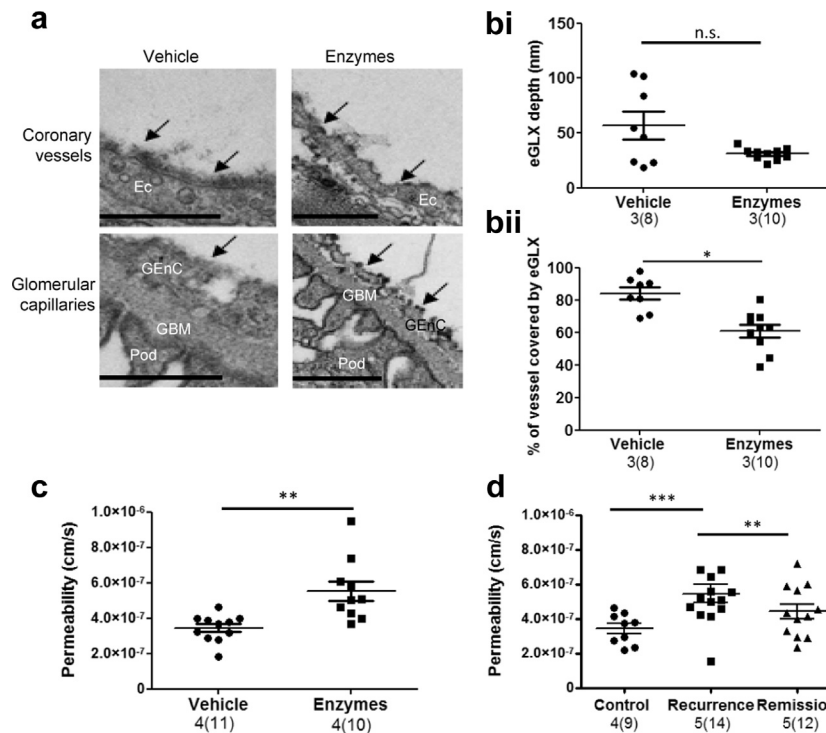 a
Vehicle
Enzymes
Coronary vessels
Ec
Ec
Glomerular capillaries
GEnC
GBM
Pod
GBM
GEnC
Pod
bi
n.s.
eGLX depth (nm)
150
100
50
0
Vehicle
3(8)
Enzymes
3(10)
bii
*
% of vessel covered by eGLX
100
80
60
40
20
0
Vehicle
3(8)
Enzymes
3(10)
c
**
Permeability (cm/s)
1.0×10-6
8.0×10-7
6.0×10-7
4.0×10-7
2.0×10-7
0
Vehicle
4(11)
Enzymes
4(10)
d
***
**
Permeability (cm/s)
1.0×10-6
8.0×10-7
6.0×10-7
4.0×10-7
2.0×10-7
0
Control
4(9)
Recurrence
5(14)
Remissio
5(12)